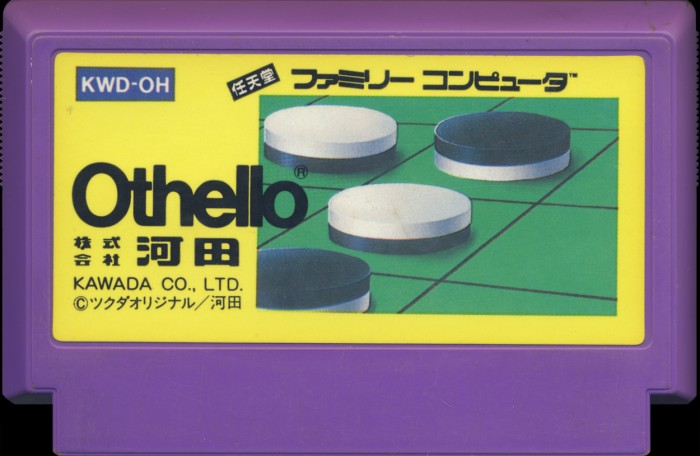 KWD-OH
任天堂 ファミリー コンピュータ™
Othello®
株式会社 河田
KAWADA CO., LTD.
©ツクダオリジナル／河田